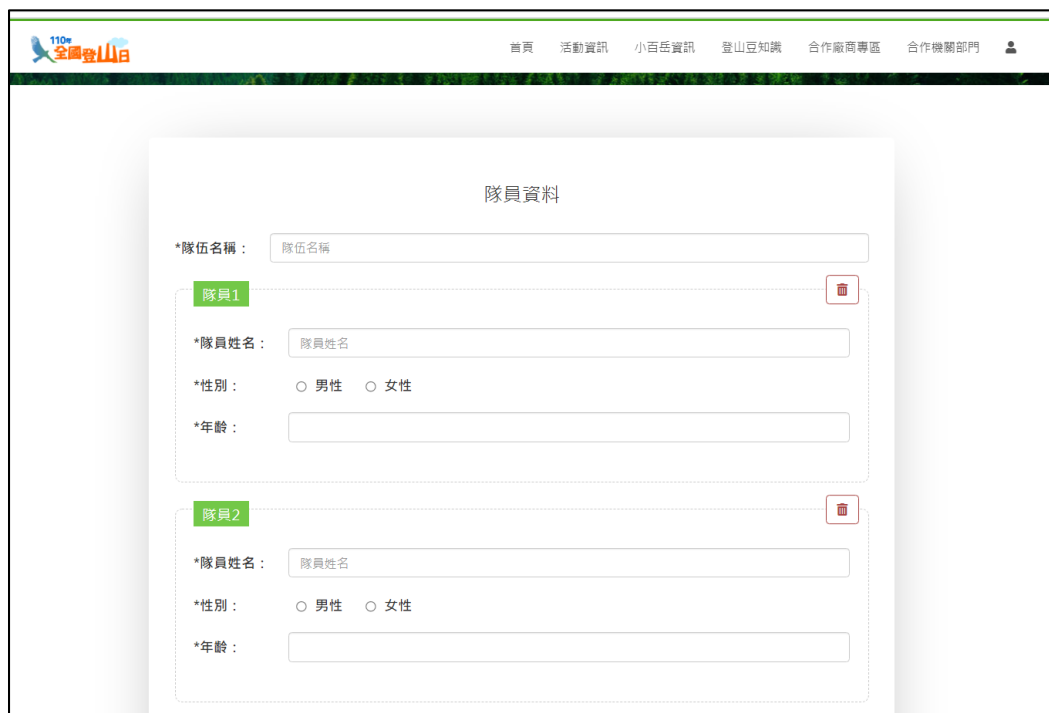 110年
全國登山日
首頁 活動資訊 小百岳資訊 登山豆知識 合作廠商專區 合作機關部門
隊員資料
*隊伍名稱： 隊伍名稱
隊員1
*隊員姓名： 隊員姓名
*性別： 男性 女性
*年齡：
隊員2
*隊員姓名： 隊員姓名
*性別： 男性 女性
*年齡：